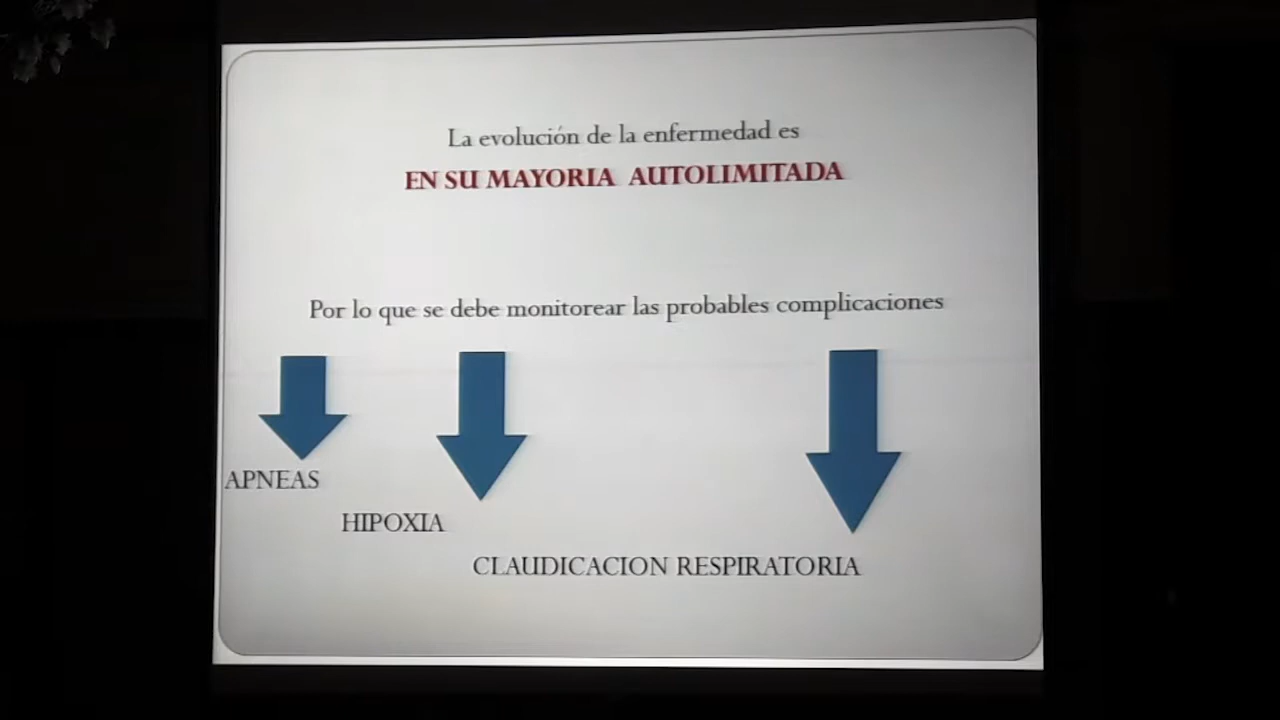 La evolución de la enfermedad es
EN SU MAYORIA AUTOLIMITADA
Por lo que se debe monitorear las probables complicaciones
APNEAS
HIPOXIA
CLAUDICACION RESPIRATORIA